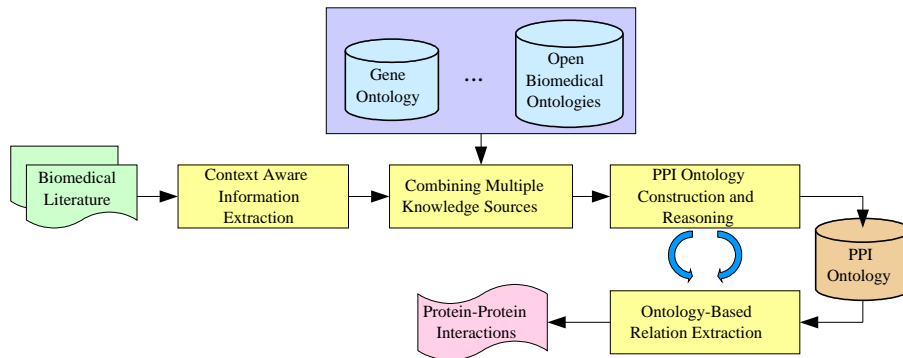 Gene
Ontology
...
Open
Biomedical
Ontologies
Biomedical
Literature
Context Aware
Information
Extraction
Combining Multiple
Knowledge Sources
PPI Ontology
Construction and
Reasoning
PPI
Ontology
Protein-Protein
Interactions
Ontology-Based
Relation Extraction